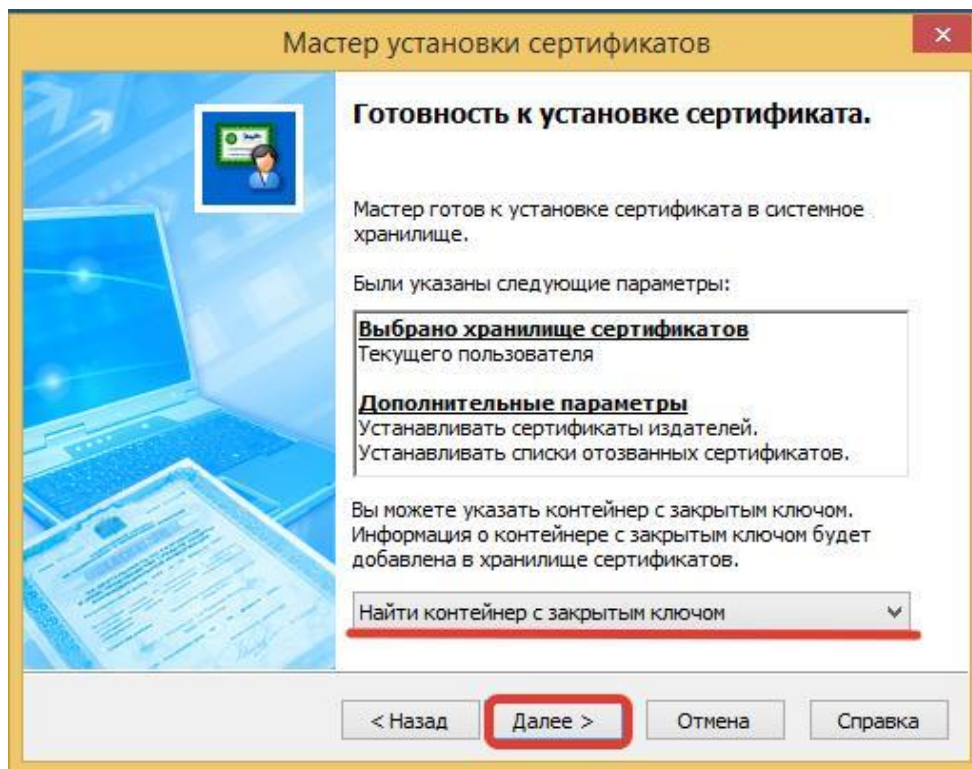 Мастер установки сертификатов
Готовность к установке сертификата.
Мастер готов к установке сертификата в системное
хранилище.
Были указаны следующие параметры:
Выбрано хранилище сертификатов
Текущего пользователя
Дополнительные параметры
Устанавливать сертификаты издателей.
Устанавливать списки отозванных сертификатов.
Вы можете указать контейнер с закрытым ключом.
Информация о контейнере с закрытым ключом будет
добавлена в хранилище сертификатов.
Найти контейнер с закрытым ключом
< Назад
Далее >
Отмена
Справка